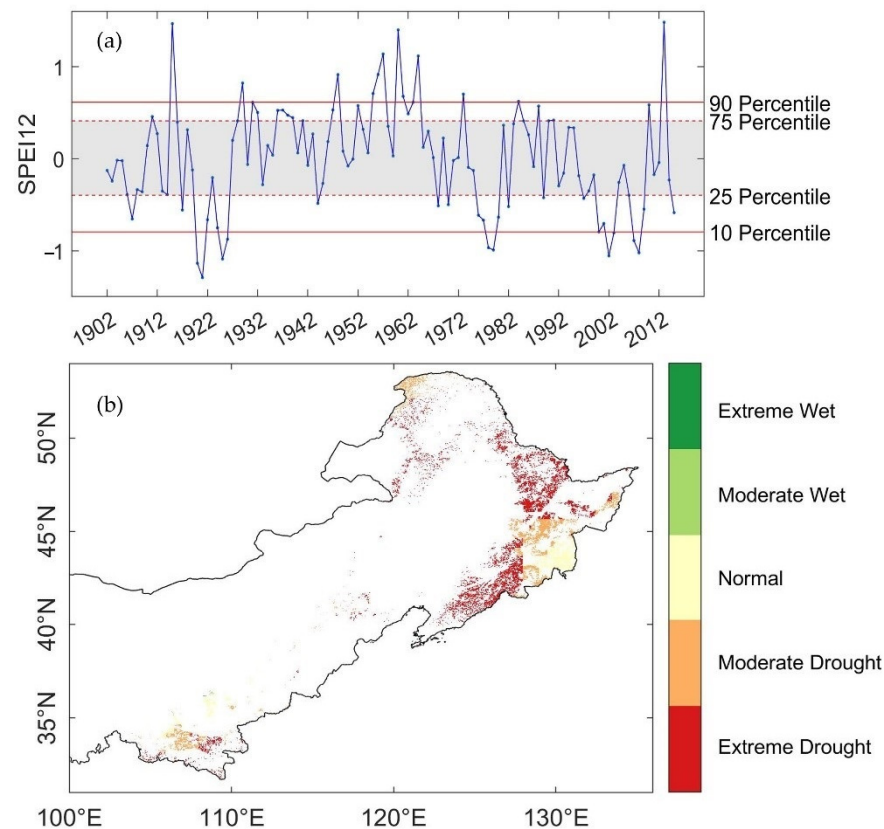 (a)
SPEI12
1
0
−1
90 Percentile
75 Percentile
25 Percentile
10 Percentile
1902
1912
1922
1932
1942
1952
1962
1972
1982
1992
2002
2012
(b)
50°N
45°N
40°N
35°N
100°E
110°E
120°E
130°E
Extreme Wet
Moderate Wet
Normal
Moderate Drought
Extreme Drought